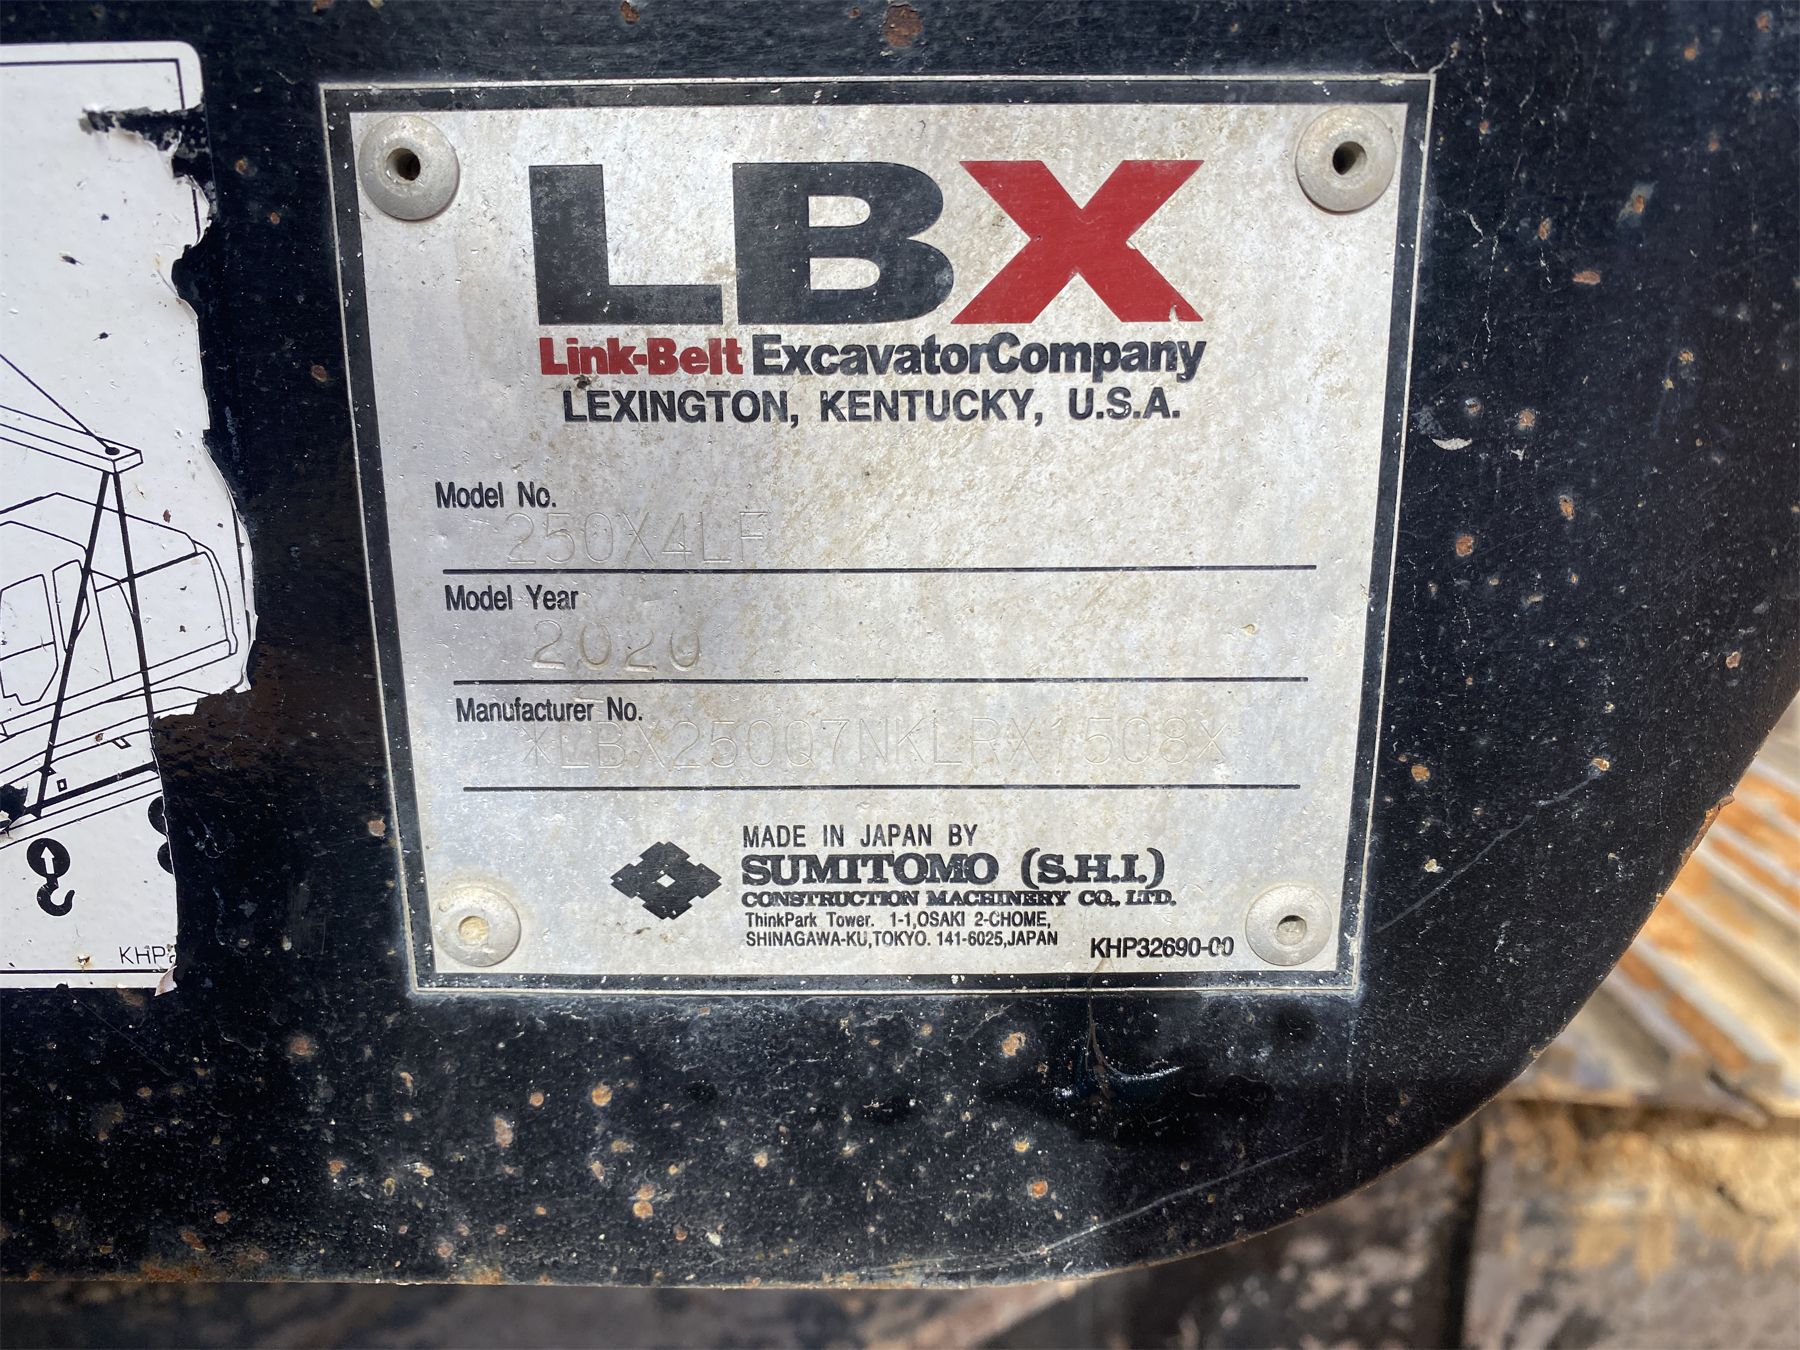 LBX
Link-Belt ExcavatorCompany
LEXINGTON, KENTUCKY, U.S.A.
Model No.
250X4LF
Model Year
2020
Manufacturer No.
*LBX250Q7NKLRX1508*
MADE IN JAPAN BY
SUMITOMO (S.H.I.)
CONSTRUCTION MACHINERY CO., LTD.
ThinkPark Tower. 1-1,OSAKI 2-CHOME,
SHINAGAWA-KU,TOKYO. 141-6025,JAPAN
KHP32690-00